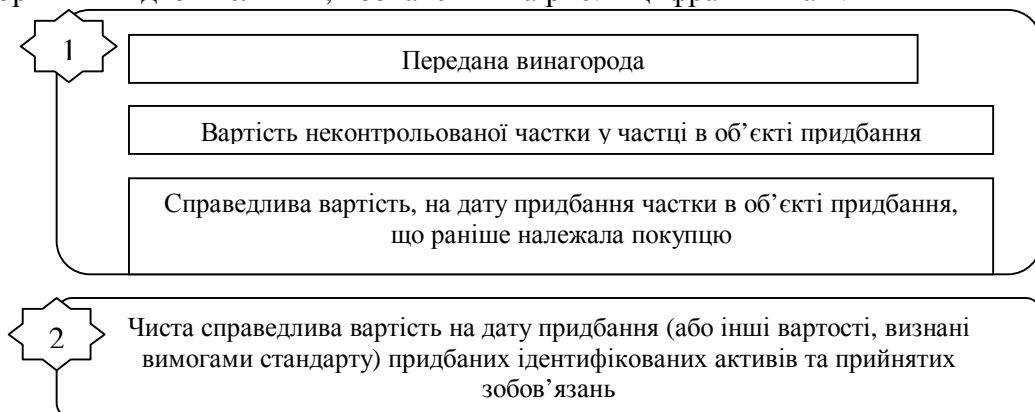 1
Передана винагорода
Вартість неконтрольованої частки у частці в об’єкті придбання
Справедлива вартість, на дату придбання частки в об’єкті придбання,
що раніше належала покупцю
2
Чиста справедлива вартість на дату придбання (або інші вартості, визнані
вимогами стандарту) придбаних ідентифікованих активів та прийнятих
зобов’язань